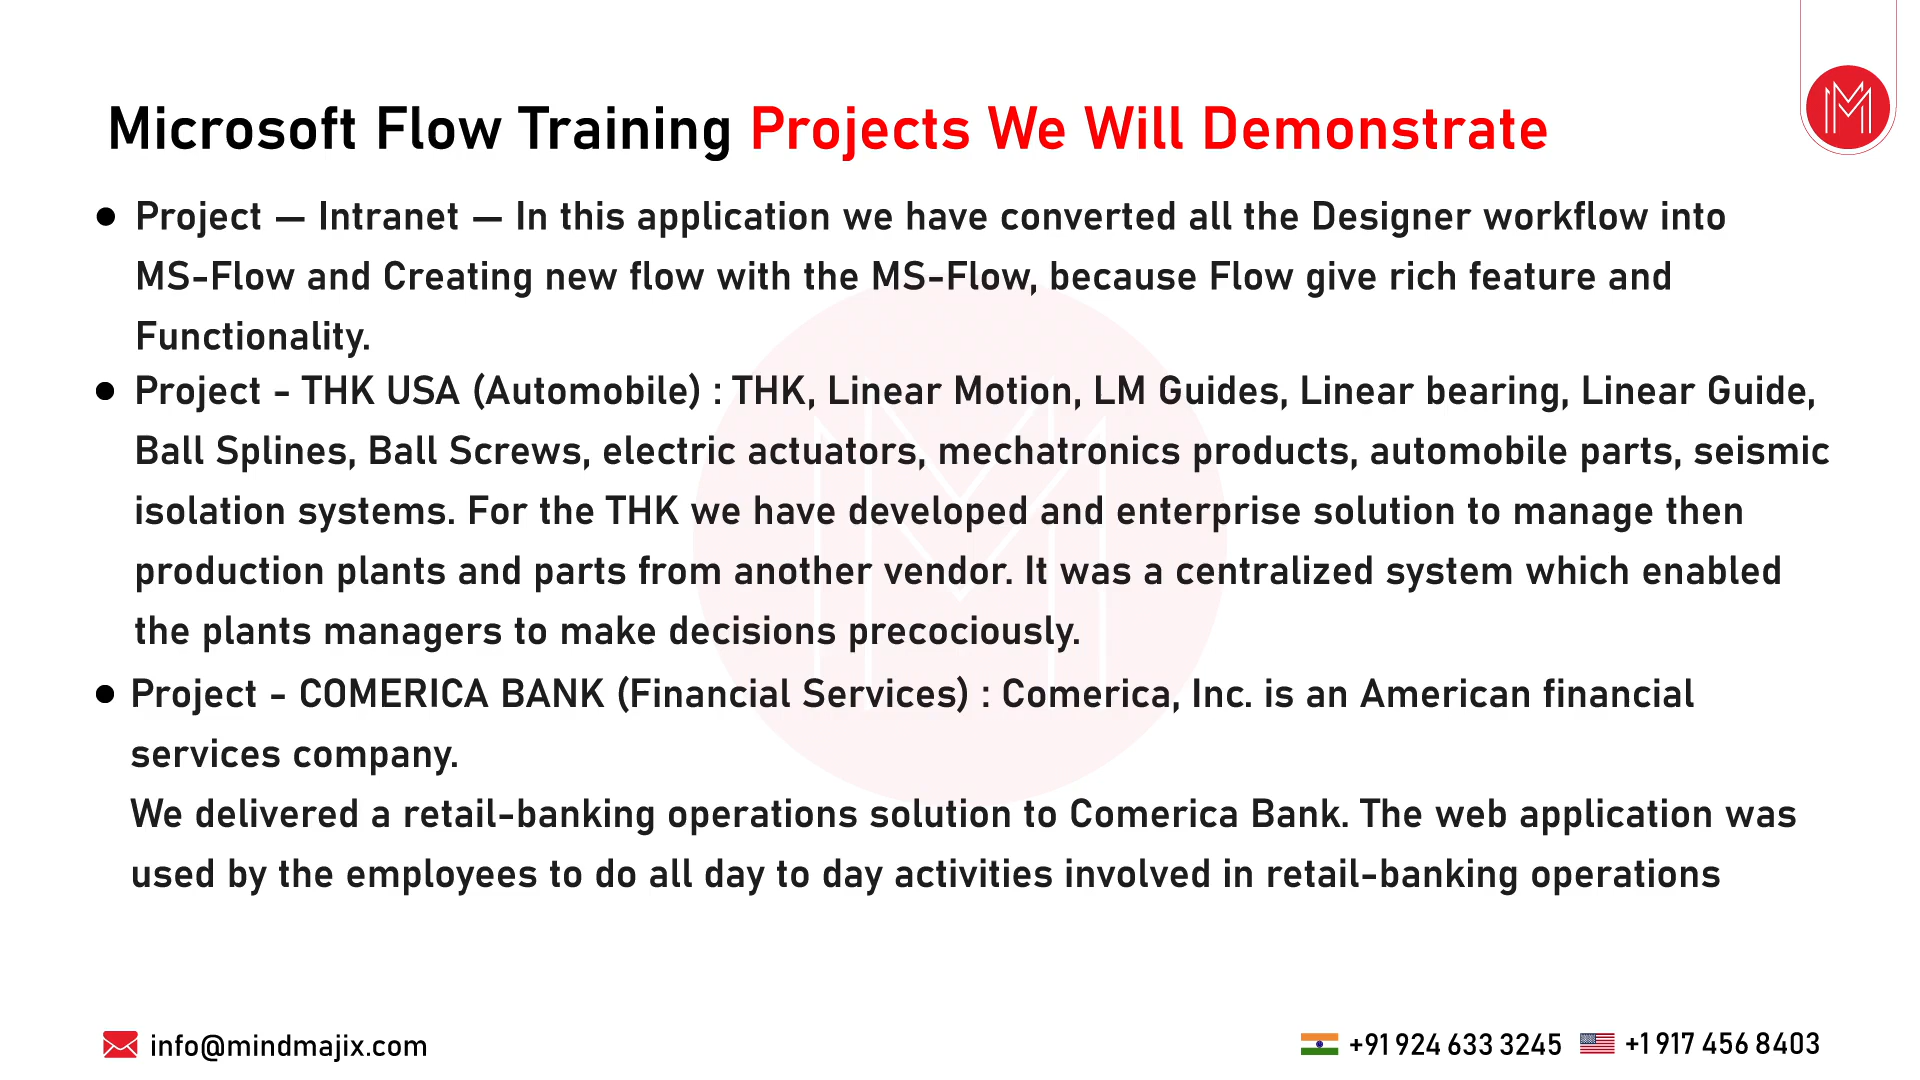 Microsoft Flow Training Projects We Will Demonstrate
● Project — Intranet — In this application we have converted all the Designer workflow into
MS-Flow and Creating new flow with the MS-Flow, because Flow give rich feature and
Functionality.
● Project - THK USA (Automobile) : THK, Linear Motion, LM Guides, Linear bearing, Linear Guide,
Ball Splines, Ball Screws, electric actuators, mechatronics products, automobile parts, seismic
isolation systems. For the THK we have developed and enterprise solution to manage then
production plants and parts from another vendor. It was a centralized system which enabled
the plants managers to make decisions precociously.
● Project - COMERICA BANK (Financial Services) : Comerica, Inc. is an American financial
services company.
We delivered a retail-banking operations solution to Comerica Bank. The web application was
used by the employees to do all day to day activities involved in retail-banking operations
info@mindmajix.com
+91 924 633 3245
+1 917 456 8403